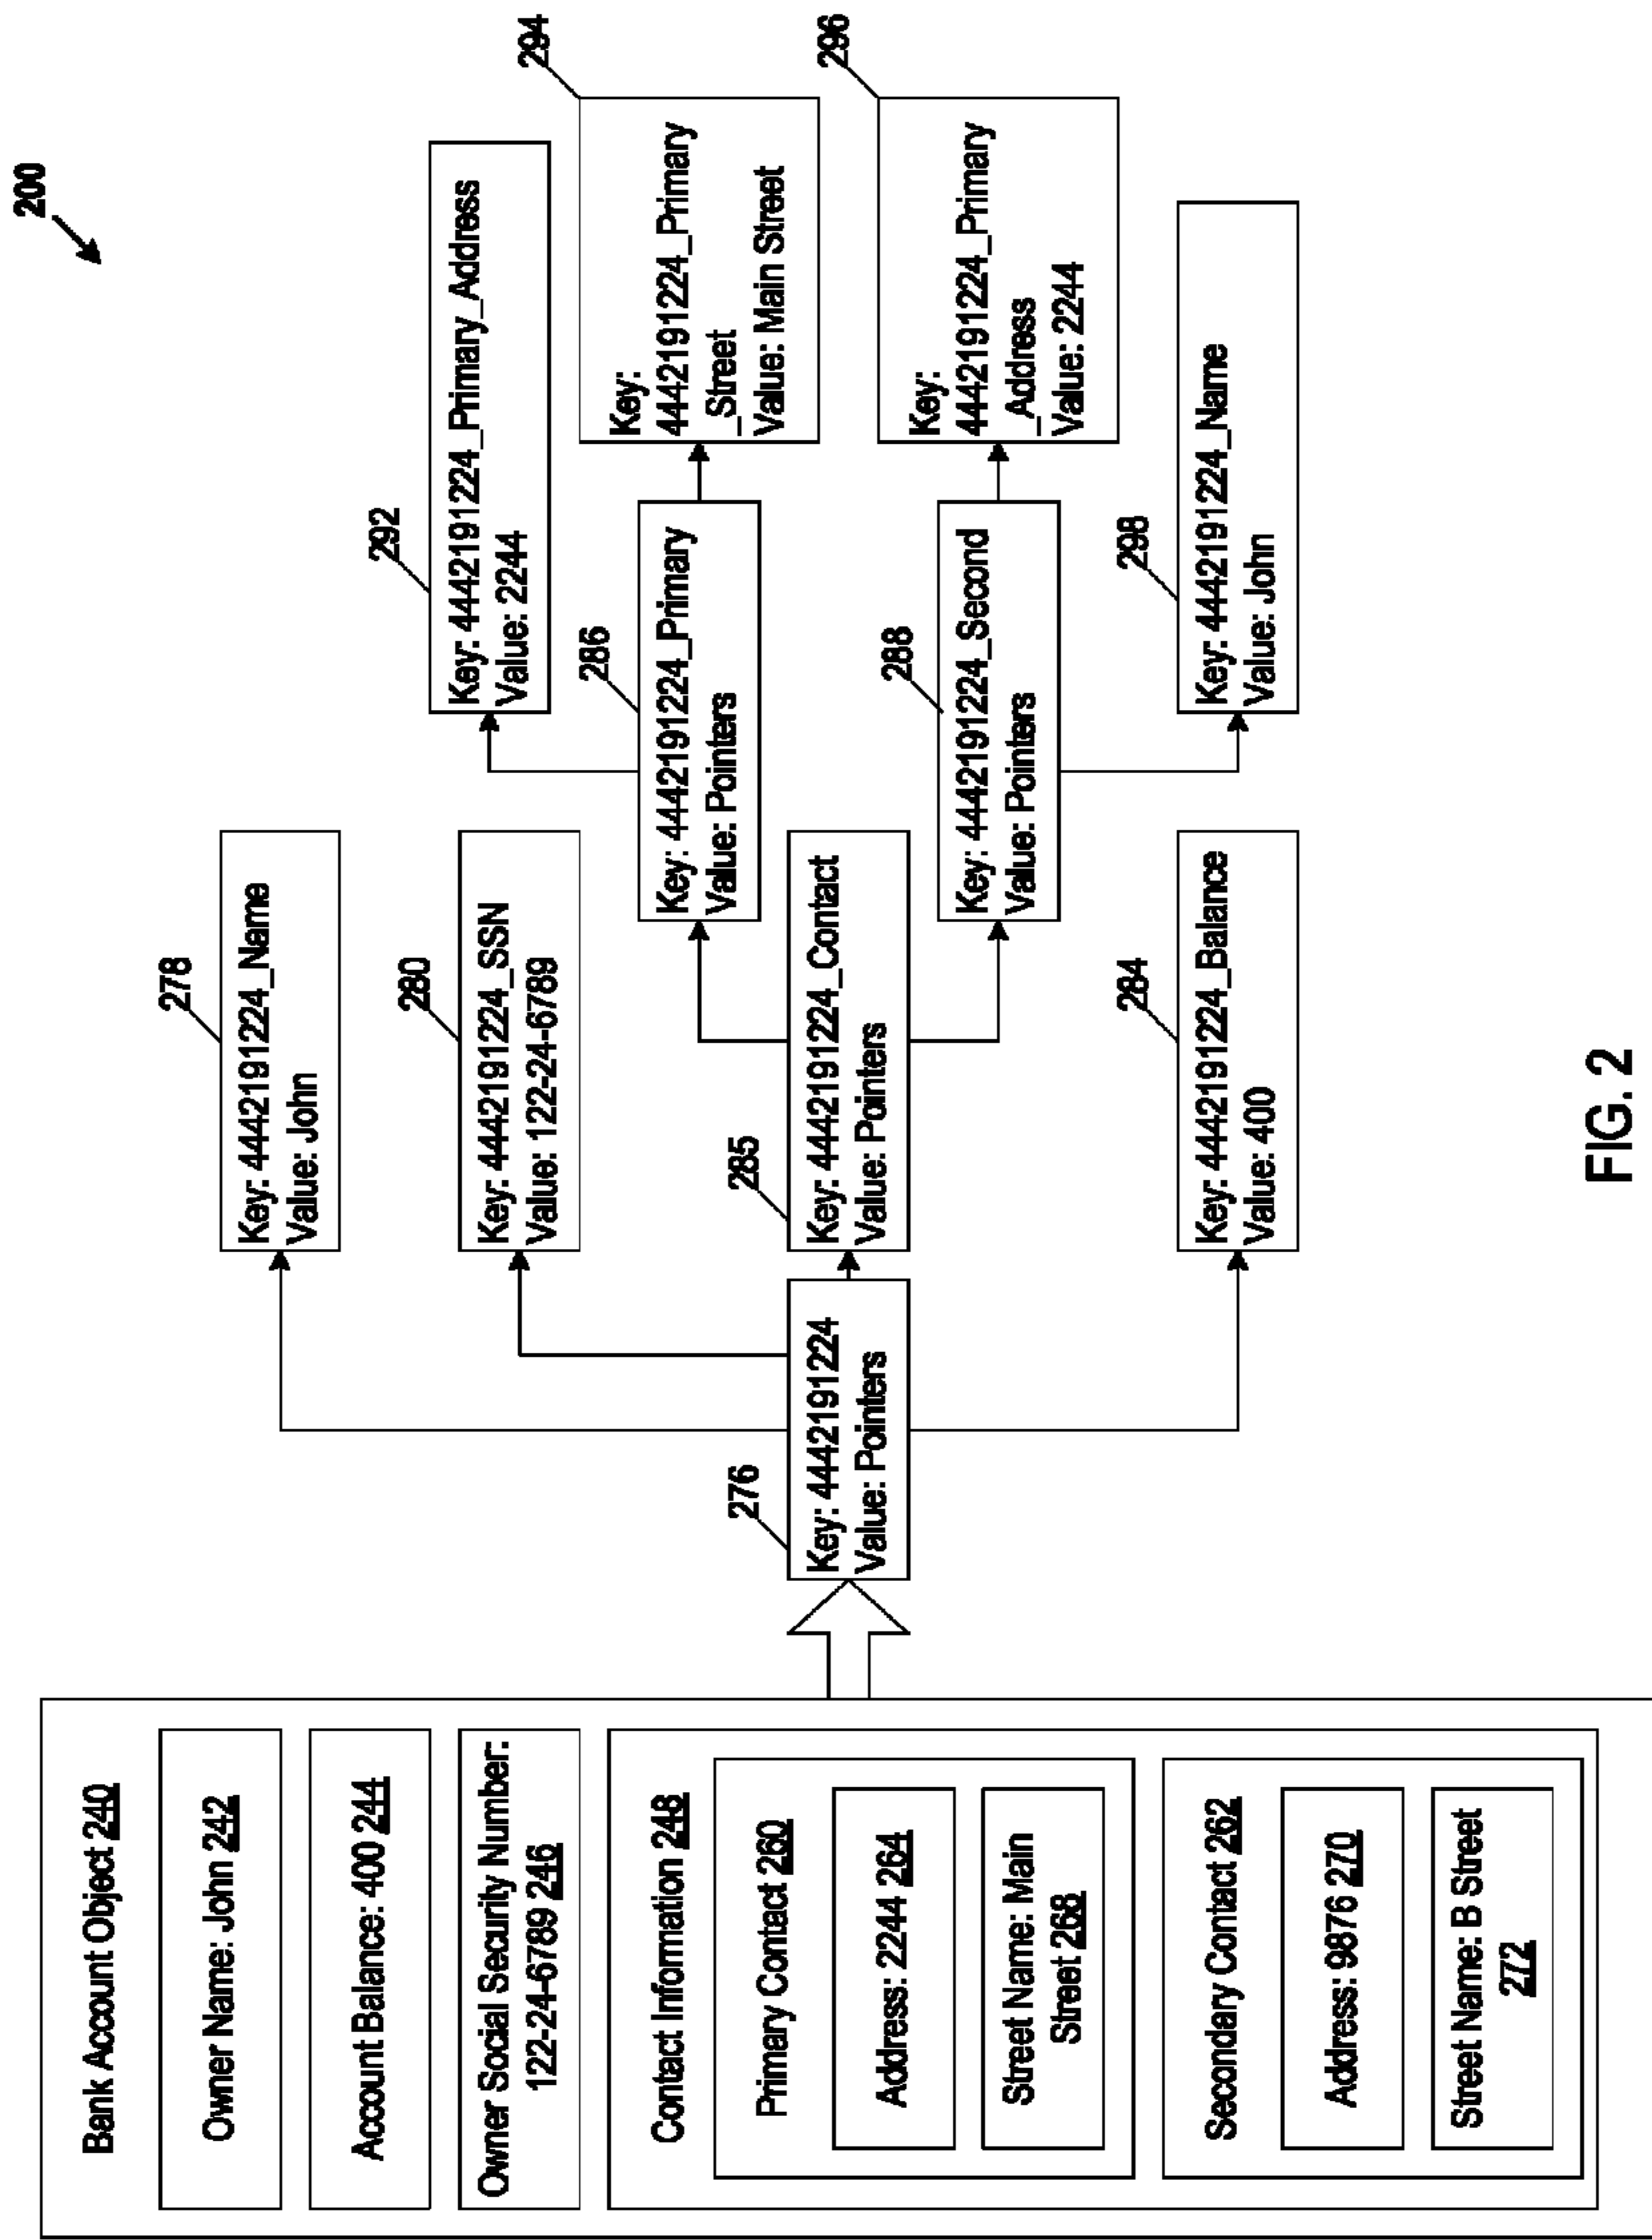 200
Bank Account Object 240
Owner Name: John 242
Account Balance: 400 244
Owner Social Security Number:
122-24-6789 246
Contact Information 248
Primary Contact 260
Address: 2244 264
Street Name: Main
Street 268
Secondary Contact 262
Address: 9876 270
Street Name: B Street
272
276
Key: 4442191224
Value: Pointers
278
Key: 4442191224_Name
Value: John
280
Key: 4442191224_SSN
Value: 122-24-6789
285
Key: 4442191224_Contact
Value: Pointers
284
Key: 4442191224_Balance
Value: 400
286
Key: 4442191224_Primary
Value: Pointers
288
Key: 4442191224_Second
Value: Pointers
292
Key: 4442191224_Primary_Address
Value: 2244
294
Key:
4442191224_Primary
_Street
Value: Main Street
296
Key:
4442191224_Primary
_Address
Value: 2244
298
Key: 4442191224_Name
Value: John
FIG. 2